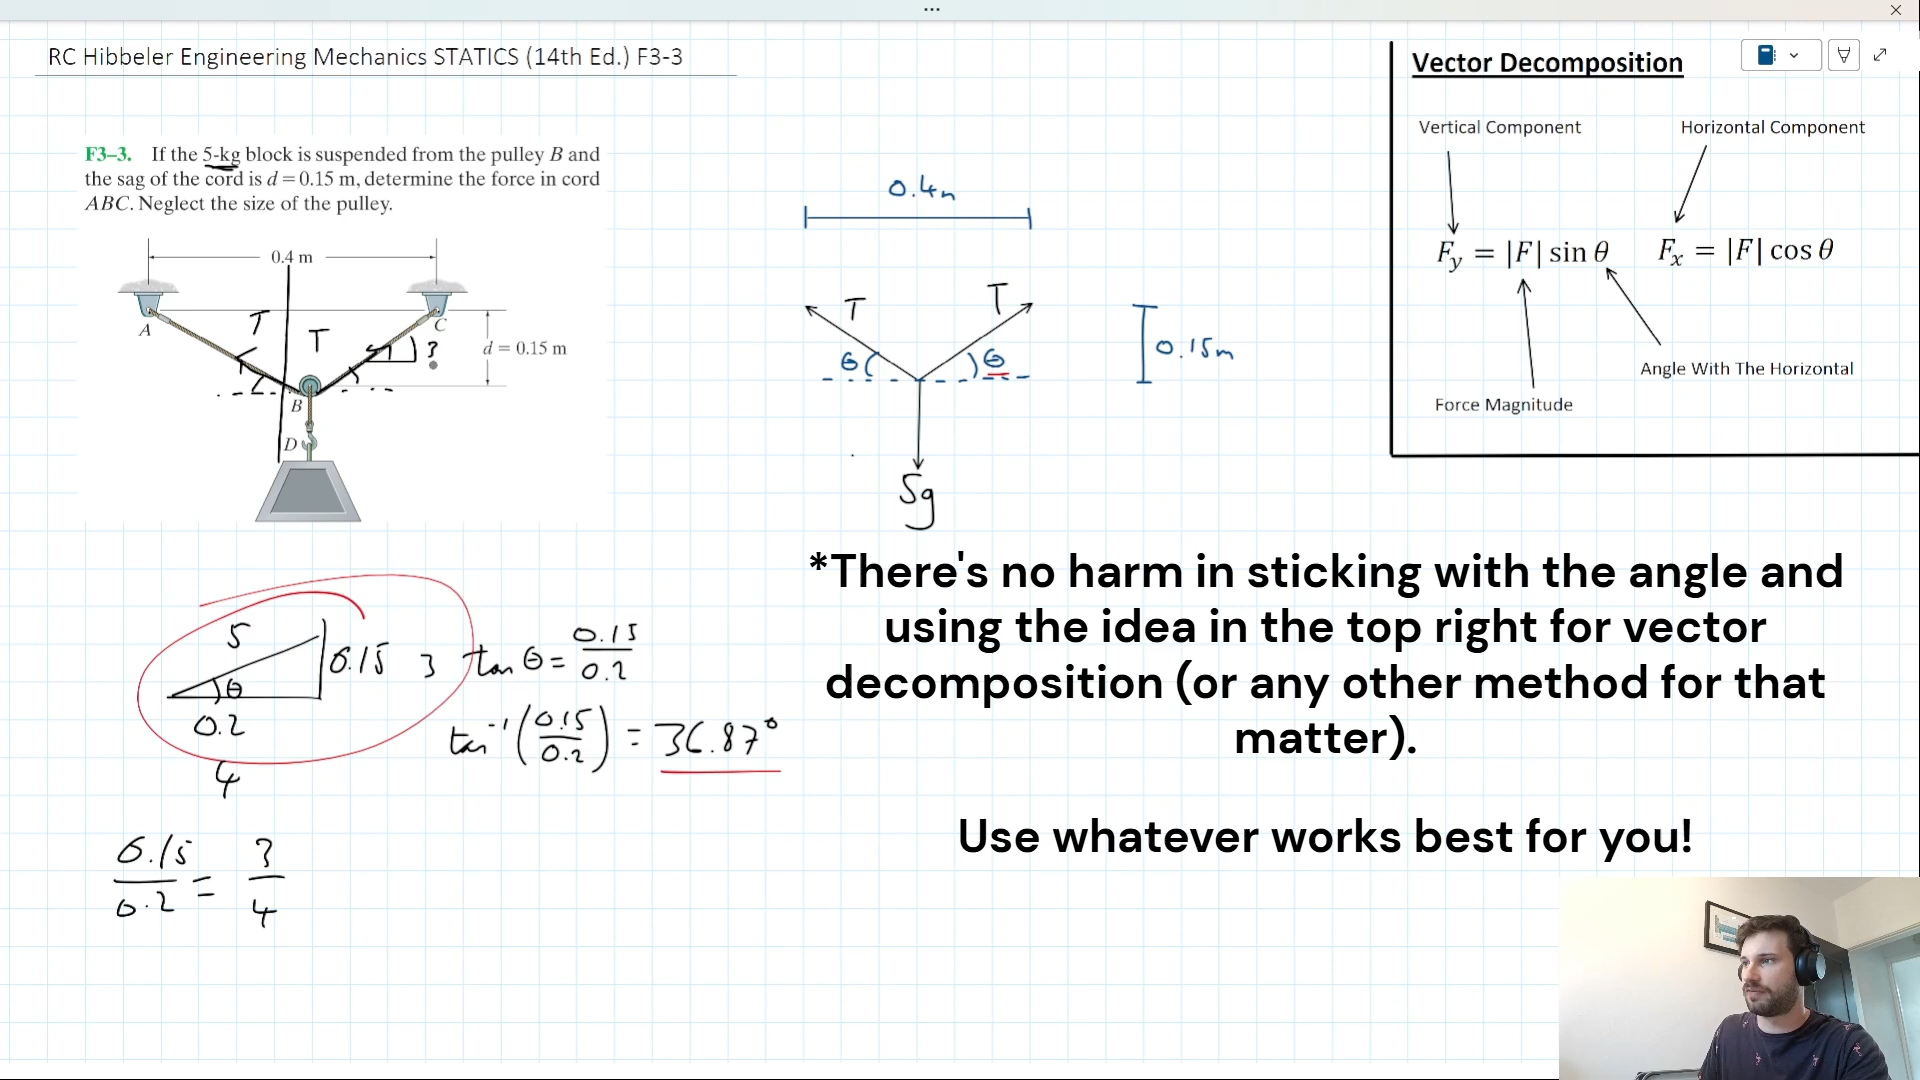 RC Hibbeler Engineering Mechanics STATICS (14th Ed.) F3-3
F3–3. If the 5-kg block is suspended from the pulley B and
the sag of the cord is d = 0.15 m, determine the force in cord
ABC. Neglect the size of the pulley.
0.4 m
A
T
T
C
?
d = 0.15 m
B
D
0.4m
T
T
θ
θ
0.15m
5g
Vector Decomposition
Vertical Component
Horizontal Component
Fy = |F| sin θ
Fx = |F| cos θ
Angle With The Horizontal
Force Magnitude
5
0.15
3
θ
0.2
4
tan θ = 0.15/0.2
tan⁻¹(0.15/0.2) = 36.87°
0.15/0.2 = 3/4
*There's no harm in sticking with the angle and
using the idea in the top right for vector
decomposition (or any other method for that
matter).
Use whatever works best for you!